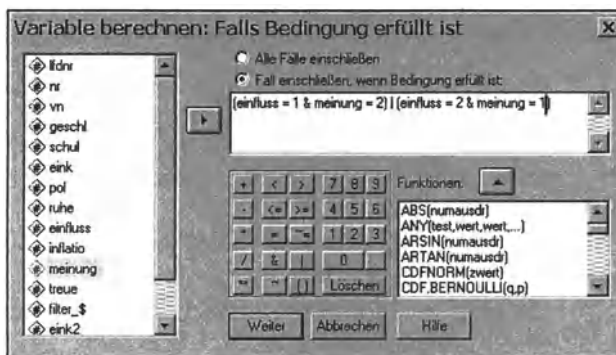 Variable berechnen: Falls Bedingung erfüllt ist
lfdnr
nr
vn
geschl
schul
eink
pol
ruhe
einfluss
inflatio
meinung
treue
filter_$
eink2
Alle Fälle einschließen
Fall einschließen, wenn Bedingung erfüllt ist:
(einfluss = 1 & meinung = 2) | (einfluss = 2 & meinung = 1)
+ < > 7 8 9
- <= >= 4 5 6
* = ~= 1 2 3
/ & | 0 .
** ~ () Löschen
Funktionen:
ABS(numausdr)
ANY(test,wert,wert,...)
ARSIN(numausdr)
ARTAN(numausdr)
CDFNORM(zwert)
CDF.BERNOULLI(q,p)
Weiter Abbrechen Hilfe